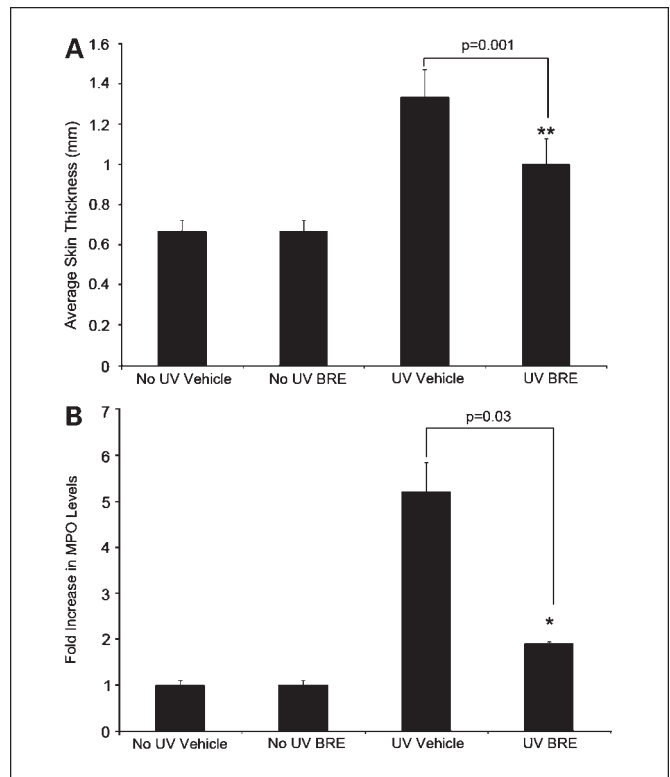 A
Average Skin Thickness (mm)
1.6
1.4
1.2
1
0.8
0.6
0.4
0.2
0
p=0.001
**
No UV Vehicle
No UV BRE
UV Vehicle
UV BRE
B
Fold Increase in MPO Levels
7
6
5
4
3
2
1
0
p=0.03
*
No UV Vehicle
No UV BRE
UV Vehicle
UV BRE